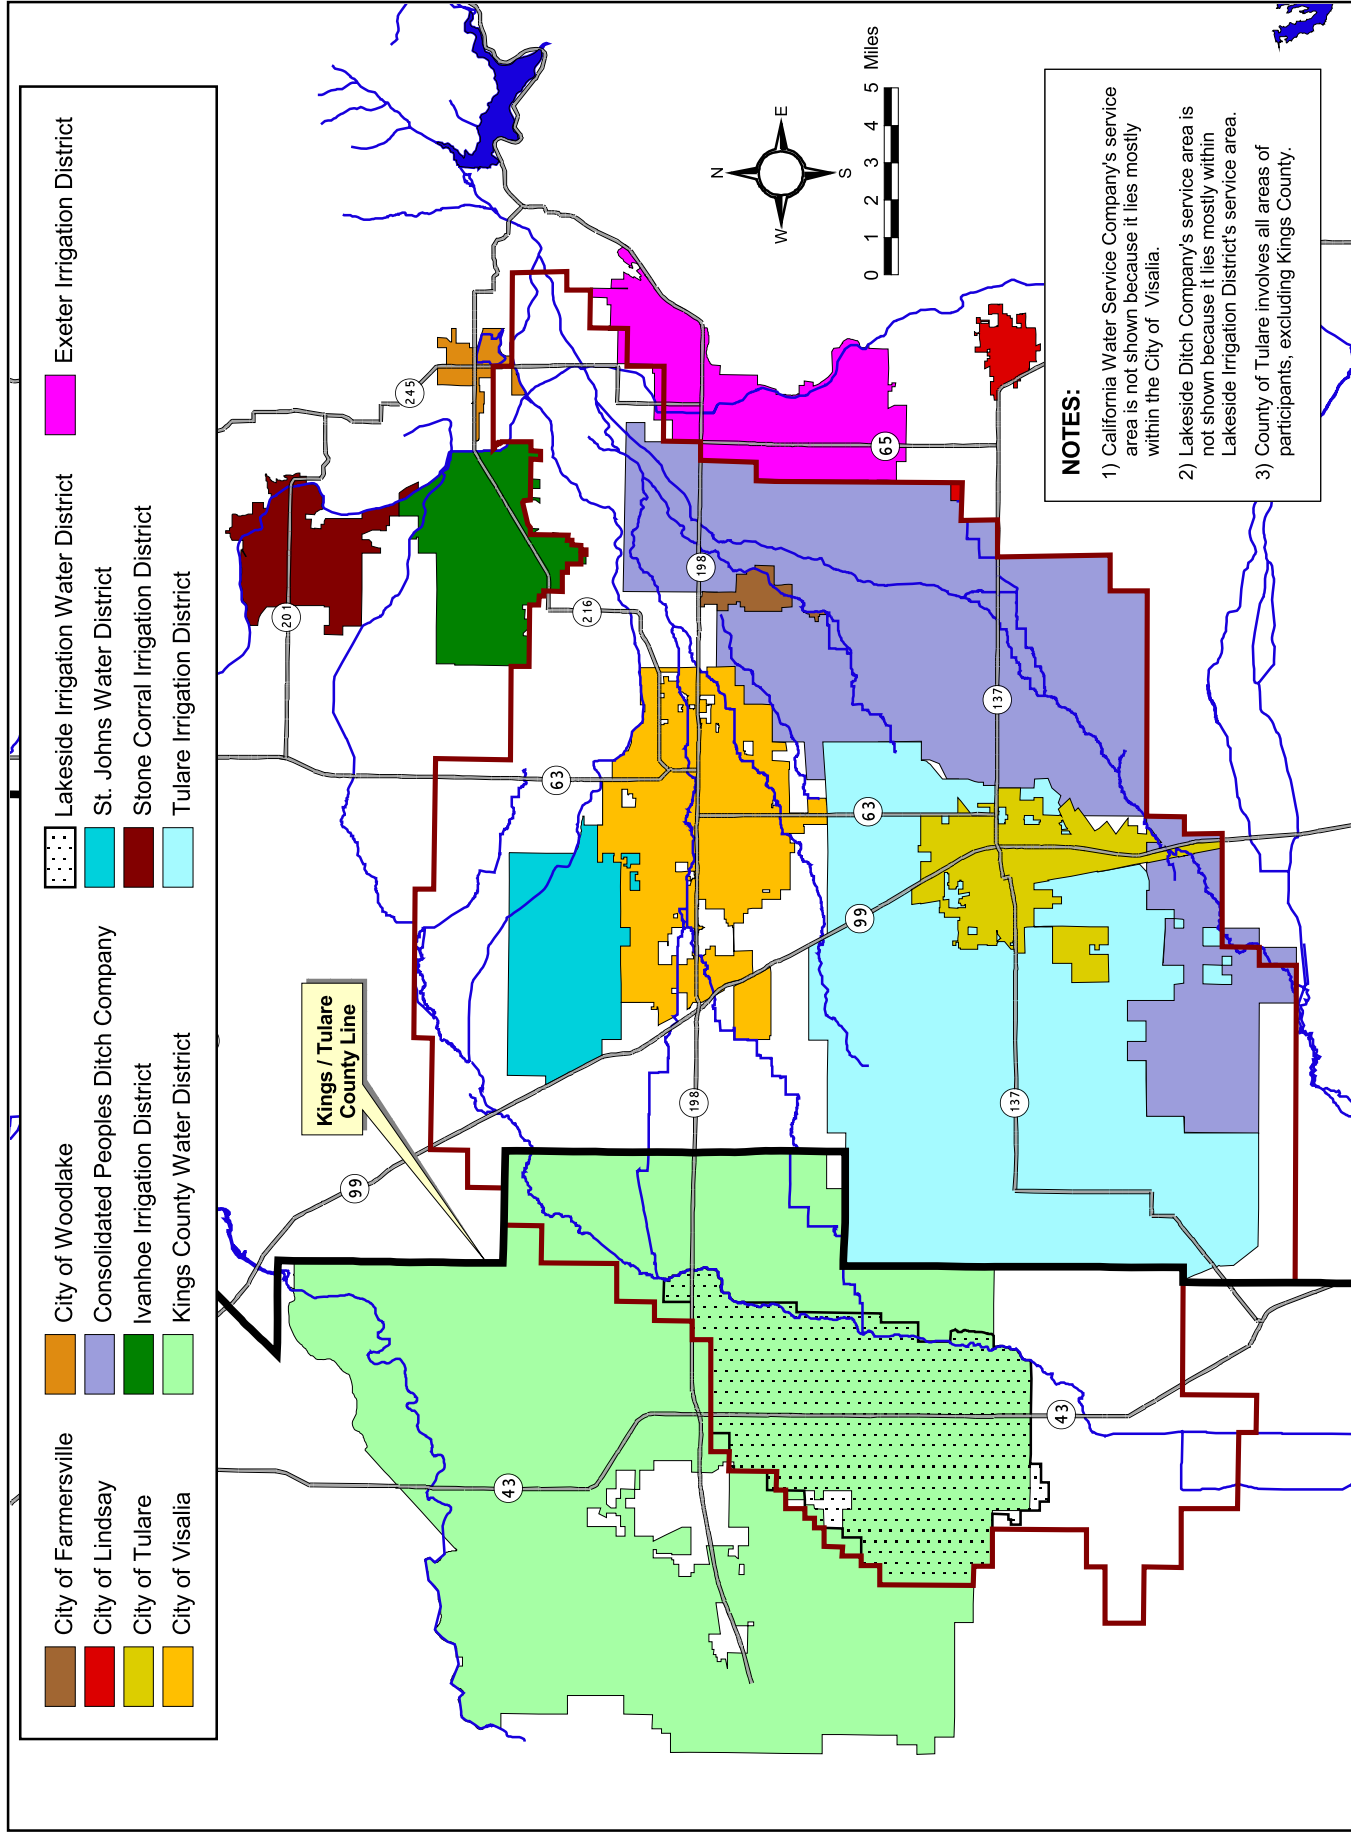 City of Farmersville
City of Lindsay
City of Tulare
City of Visalia
City of Woodlake
Consolidated Peoples Ditch Company
Ivanhoe Irrigation District
Kings County Water District
Lakeside Irrigation Water District
St. Johns Water District
Stone Corral Irrigation District
Tulare Irrigation District
Exeter Irrigation District
Kings / Tulare
County Line
99
43
198
201
63
216
245
N
W
E
S
0 1 2 3 4 5 Miles
198
65
63
99
137
137
43
NOTES:
1) California Water Service Company's service
area is not shown because it lies mostly
within the City of Visalia.
2) Lakeside Ditch Company's service area is
not shown because it lies mostly within
Lakeside Irrigation District's service area.
3) County of Tulare involves all areas of
participants, excluding Kings County.